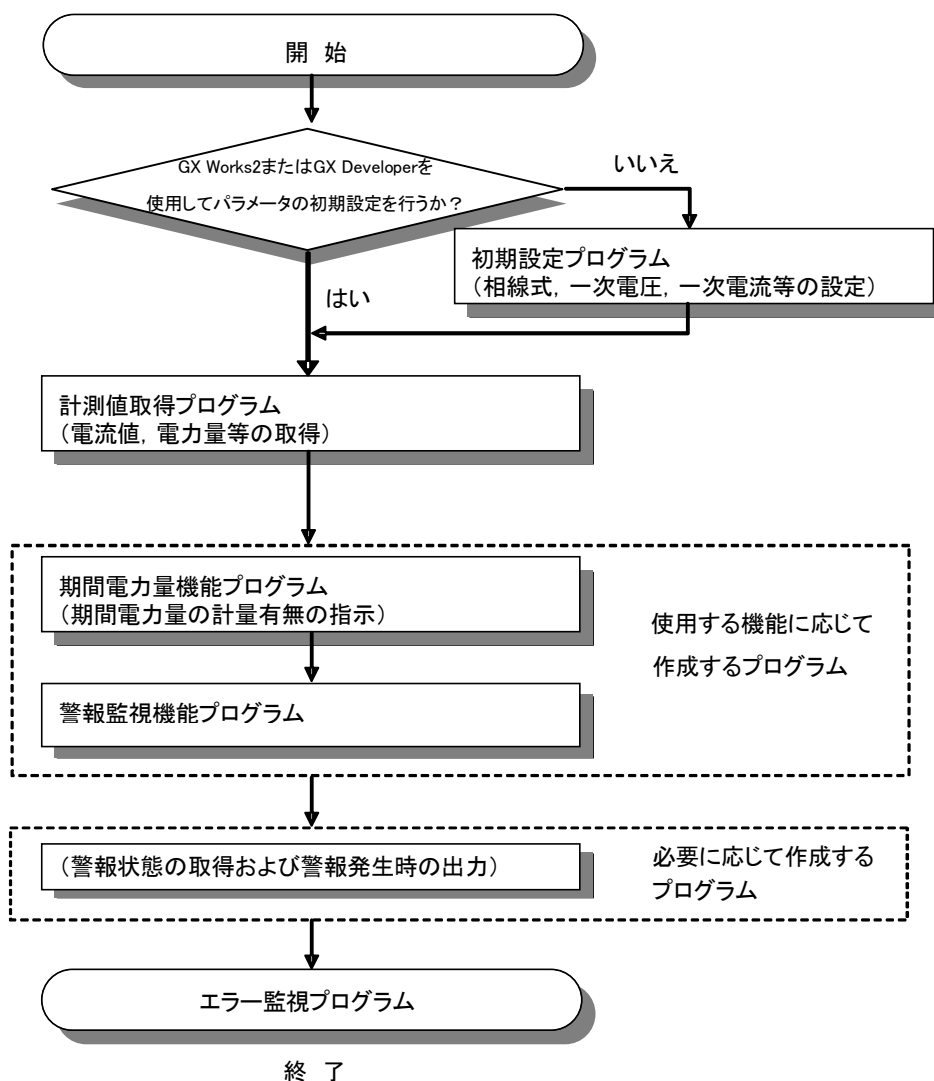 開 始
GX Works2またはGX Developerを
使用してパラメータの初期設定を行うか？
いいえ
初期設定プログラム
（相線式, 一次電圧, 一次電流等の設定）
はい
計測値取得プログラム
（電流値, 電力量等の取得）
期間電力量機能プログラム
（期間電力量の計量有無の指示）
使用する機能に応じて
作成するプログラム
警報監視機能プログラム
（警報状態の取得および警報発生時の出力）
必要に応じて作成する
プログラム
エラー監視プログラム
終 了